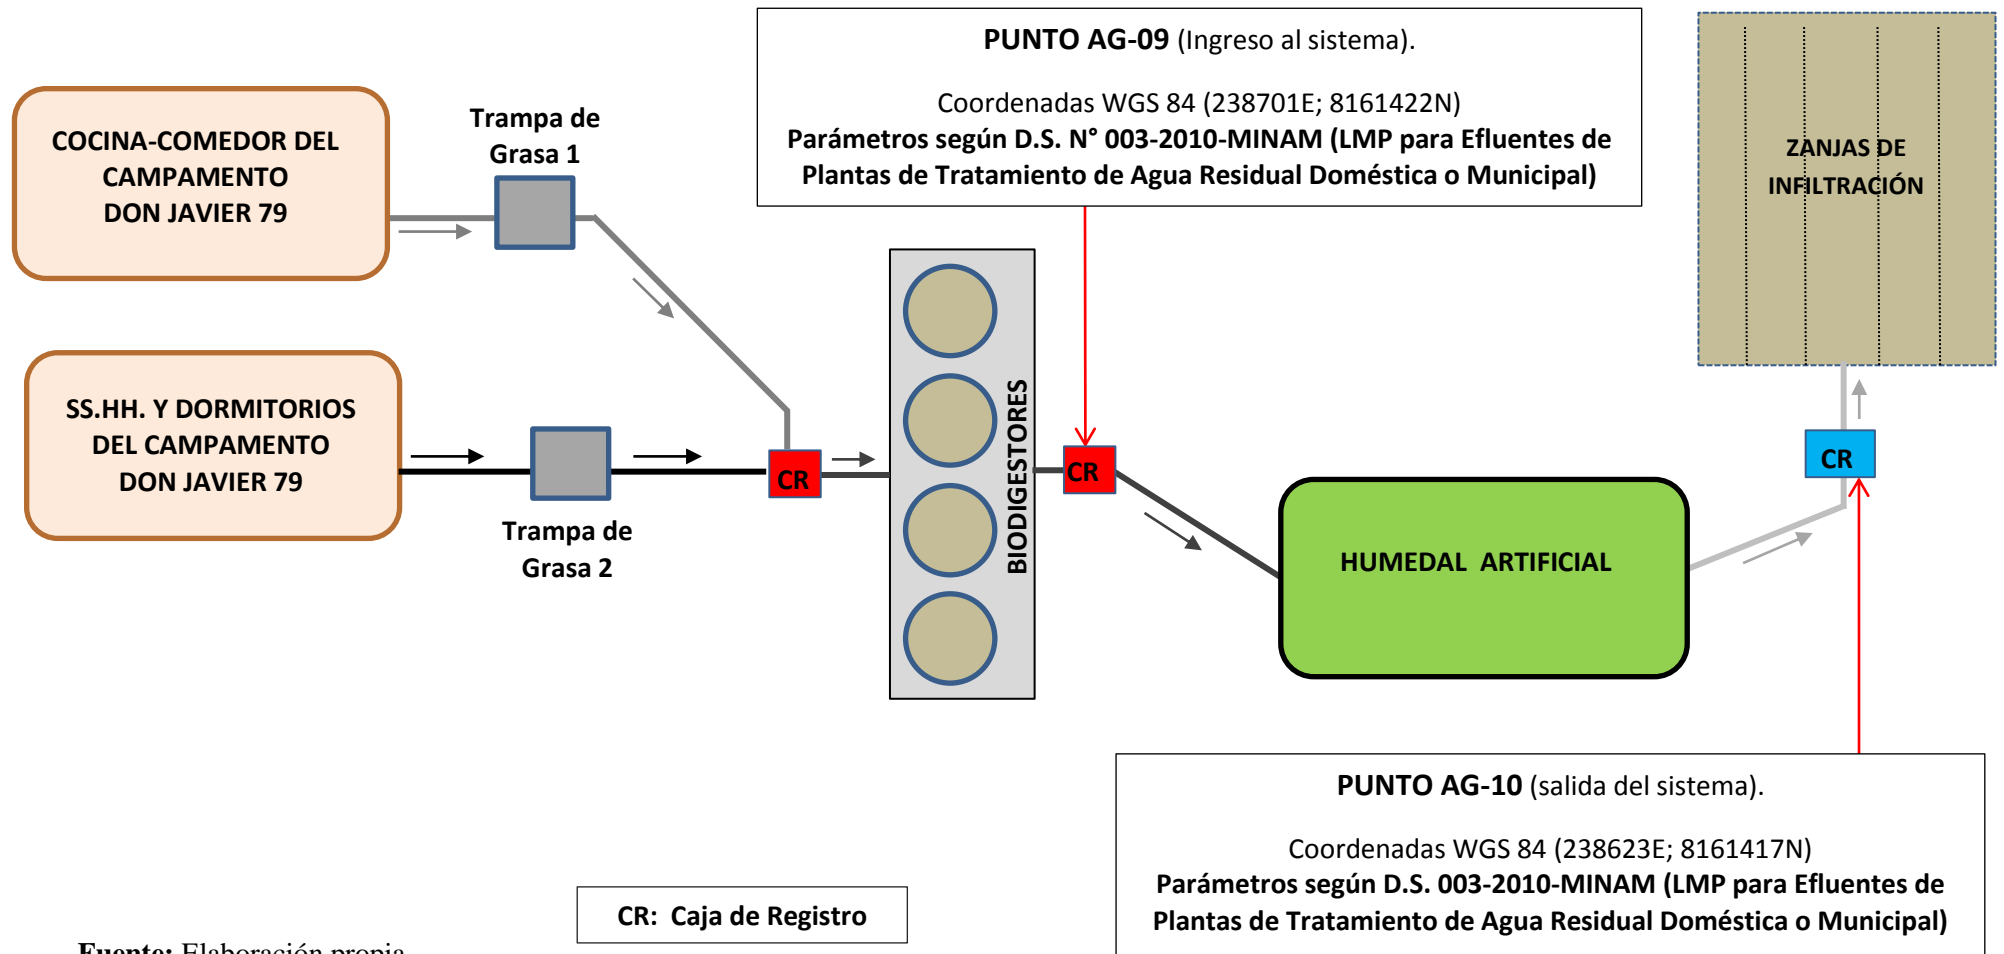 PUNTO AG-09 (Ingreso al sistema).
Coordenadas WGS 84 (238701E; 8161422N)
Parámetros según D.S. N° 003-2010-MINAM (LMP para Efluentes de
Plantas de Tratamiento de Agua Residual Doméstica o Municipal)
COCINA-COMEDOR DEL
CAMPAMENTO
DON JAVIER 79
Trampa de
Grasa 1
ZANJAS DE
INFILTRACIÓN
SS.HH. Y DORMITORIOS
DEL CAMPAMENTO
DON JAVIER 79
Trampa de
Grasa 2
CR
BIODIGESTORES
CR
HUMEDAL ARTIFICIAL
CR
PUNTO AG-10 (salida del sistema).
Coordenadas WGS 84 (238623E; 8161417N)
Parámetros según D.S. 003-2010-MINAM (LMP para Efluentes de
Plantas de Tratamiento de Agua Residual Doméstica o Municipal)
CR: Caja de Registro
Fuente: Elaboración propia